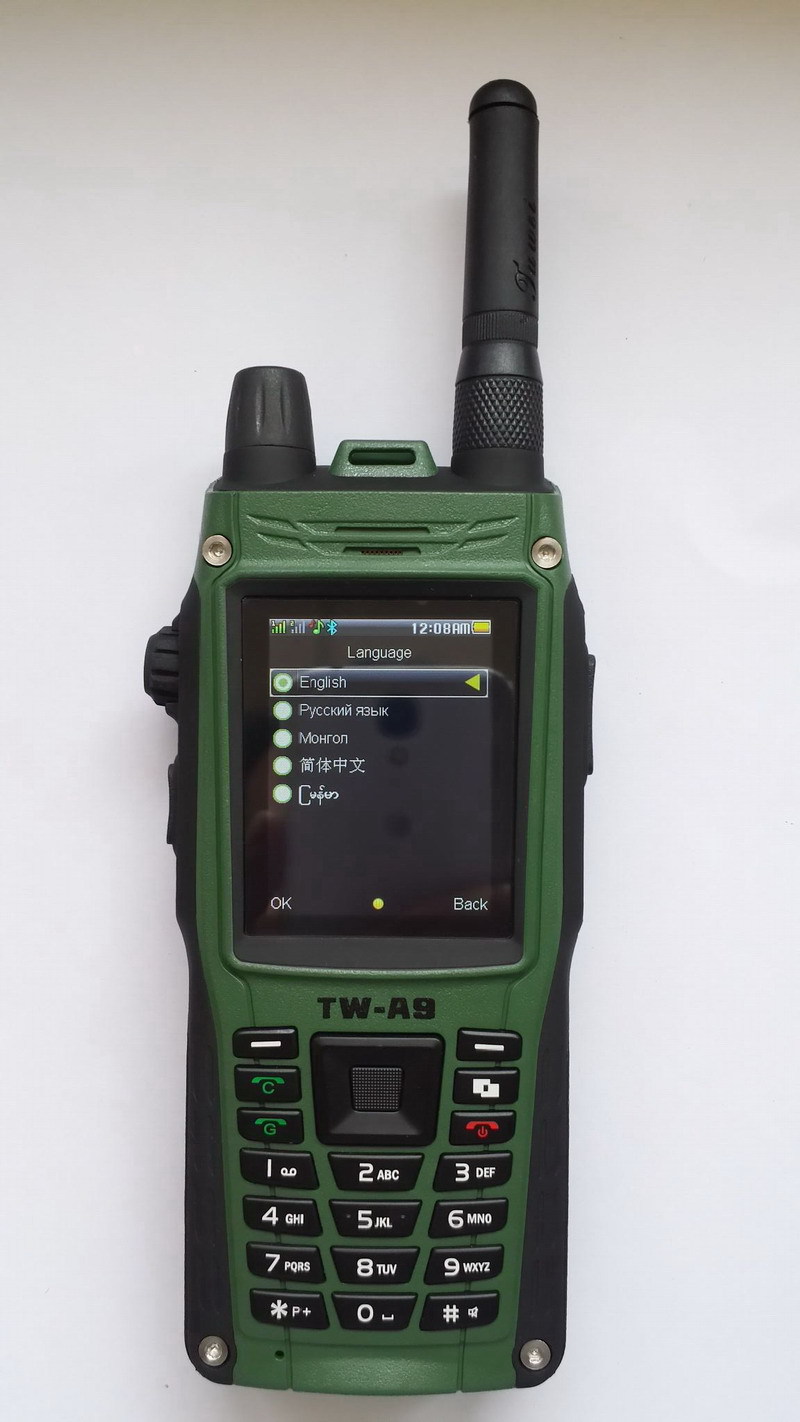 12:08AM
Language
English
Русский язык
Монгол
简体中文
မြန်မာ
OK Back
TW-A9
C
G
1 2 ABC 3 DEF
4 GHI 5 JKL 6 MNO
7 PQRS 8 TUV 9 WXYZ
* P+ 0 #